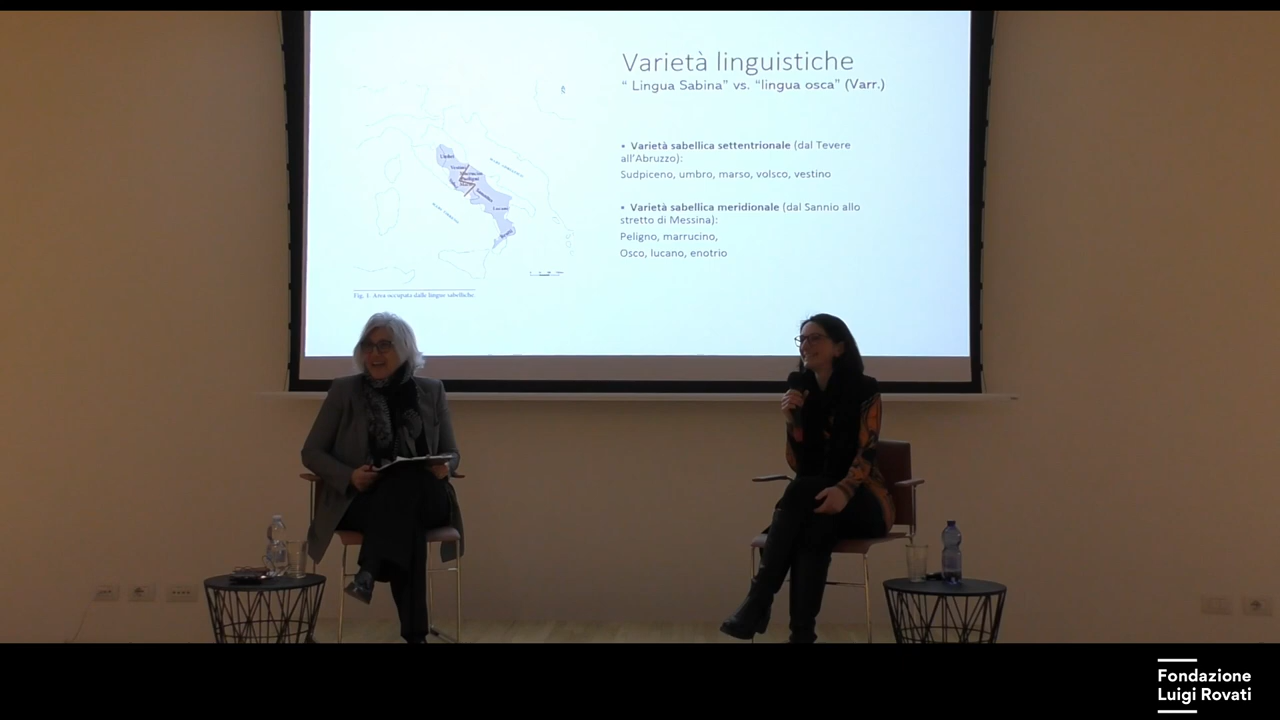 Varietà linguistiche
“ Lingua Sabina” vs. “lingua osca” (Varr.)
• Varietà sabellica settentrionale (dal Tevere
all’Abruzzo):
Sudpiceno, umbro, marso, volsco, vestino
• Varietà sabellica meridionale (dal Sannio allo
stretto di Messina):
Peligno, marrucino,
Osco, lucano, enotrio
Umbri
Lucani
Fig. 1. Area occupata dalle lingue sabelliche
Fondazione
Luigi Rovati